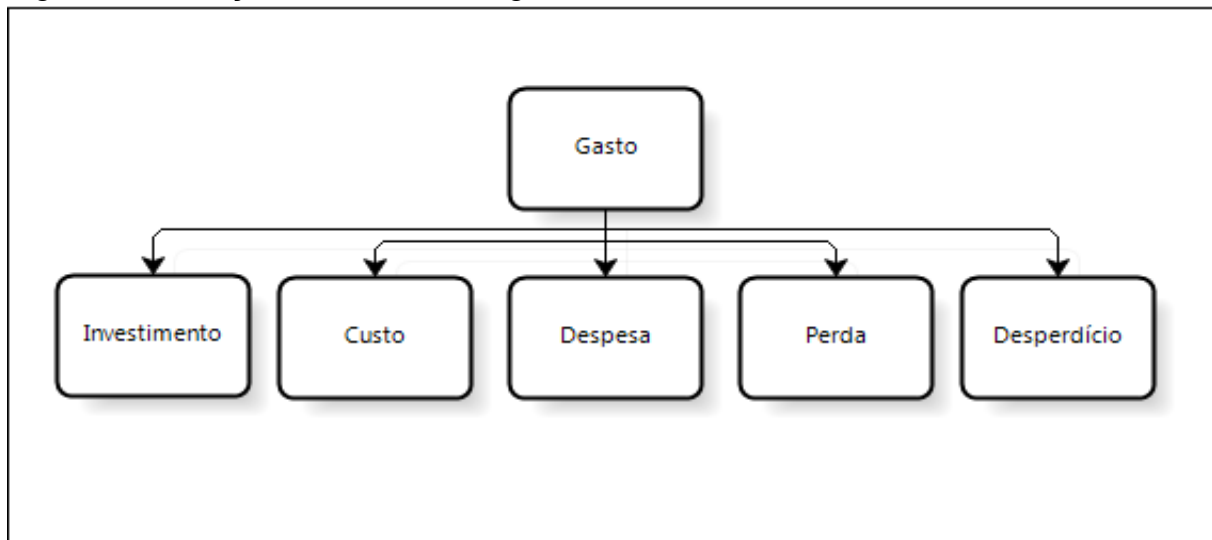 Gasto
Investimento
Custo
Despesa
Perda
Desperdício